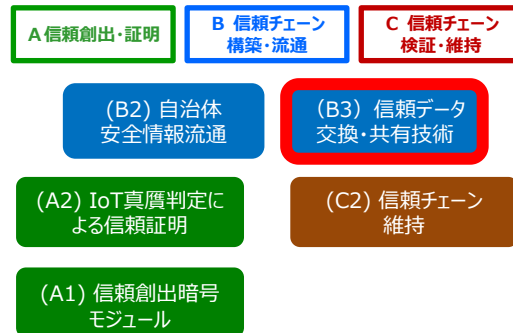 A信頼創出・証明
B 信頼チェーン
構築・流通
C 信頼チェーン
検証・維持
(B2) 自治体
安全情報流通
（B3）信頼データ
交換・共有技術
(A2) IoT真贋判定に
よる信頼証明
(C2) 信頼チェーン
維持
(A1) 信頼創出暗号
モジュール